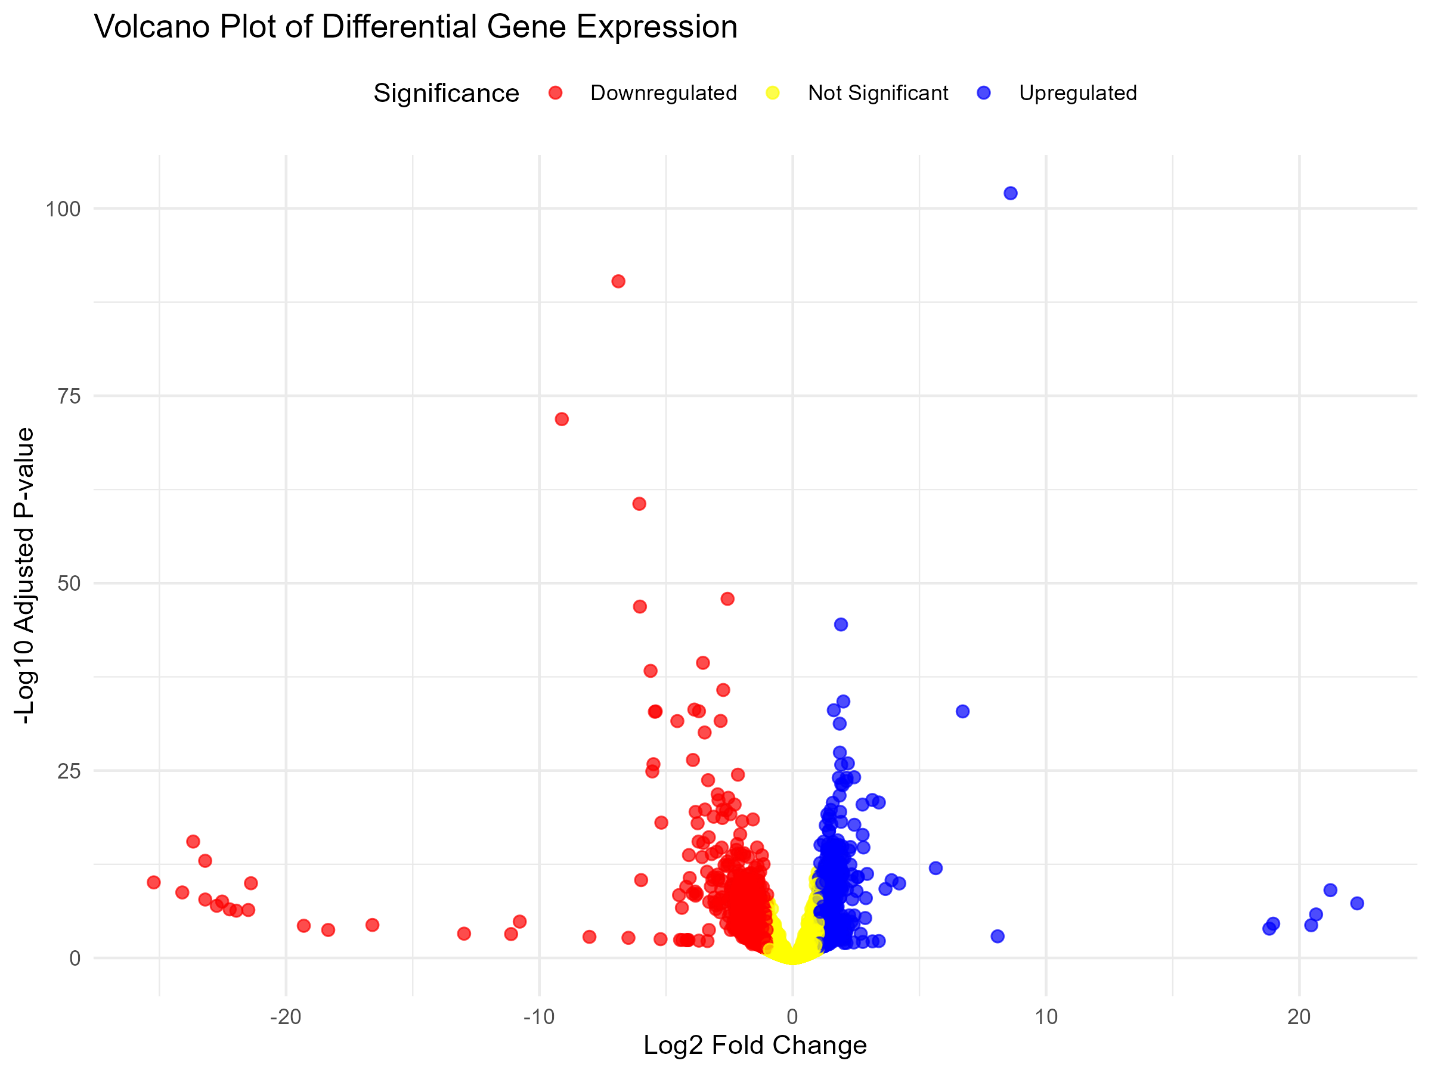 Volcano Plot of Differential Gene Expression
Significance Downregulated Not Significant Upregulated
100
75
50
25
0
-Log10 Adjusted P-value
-20 -10 0 10 20
Log2 Fold Change